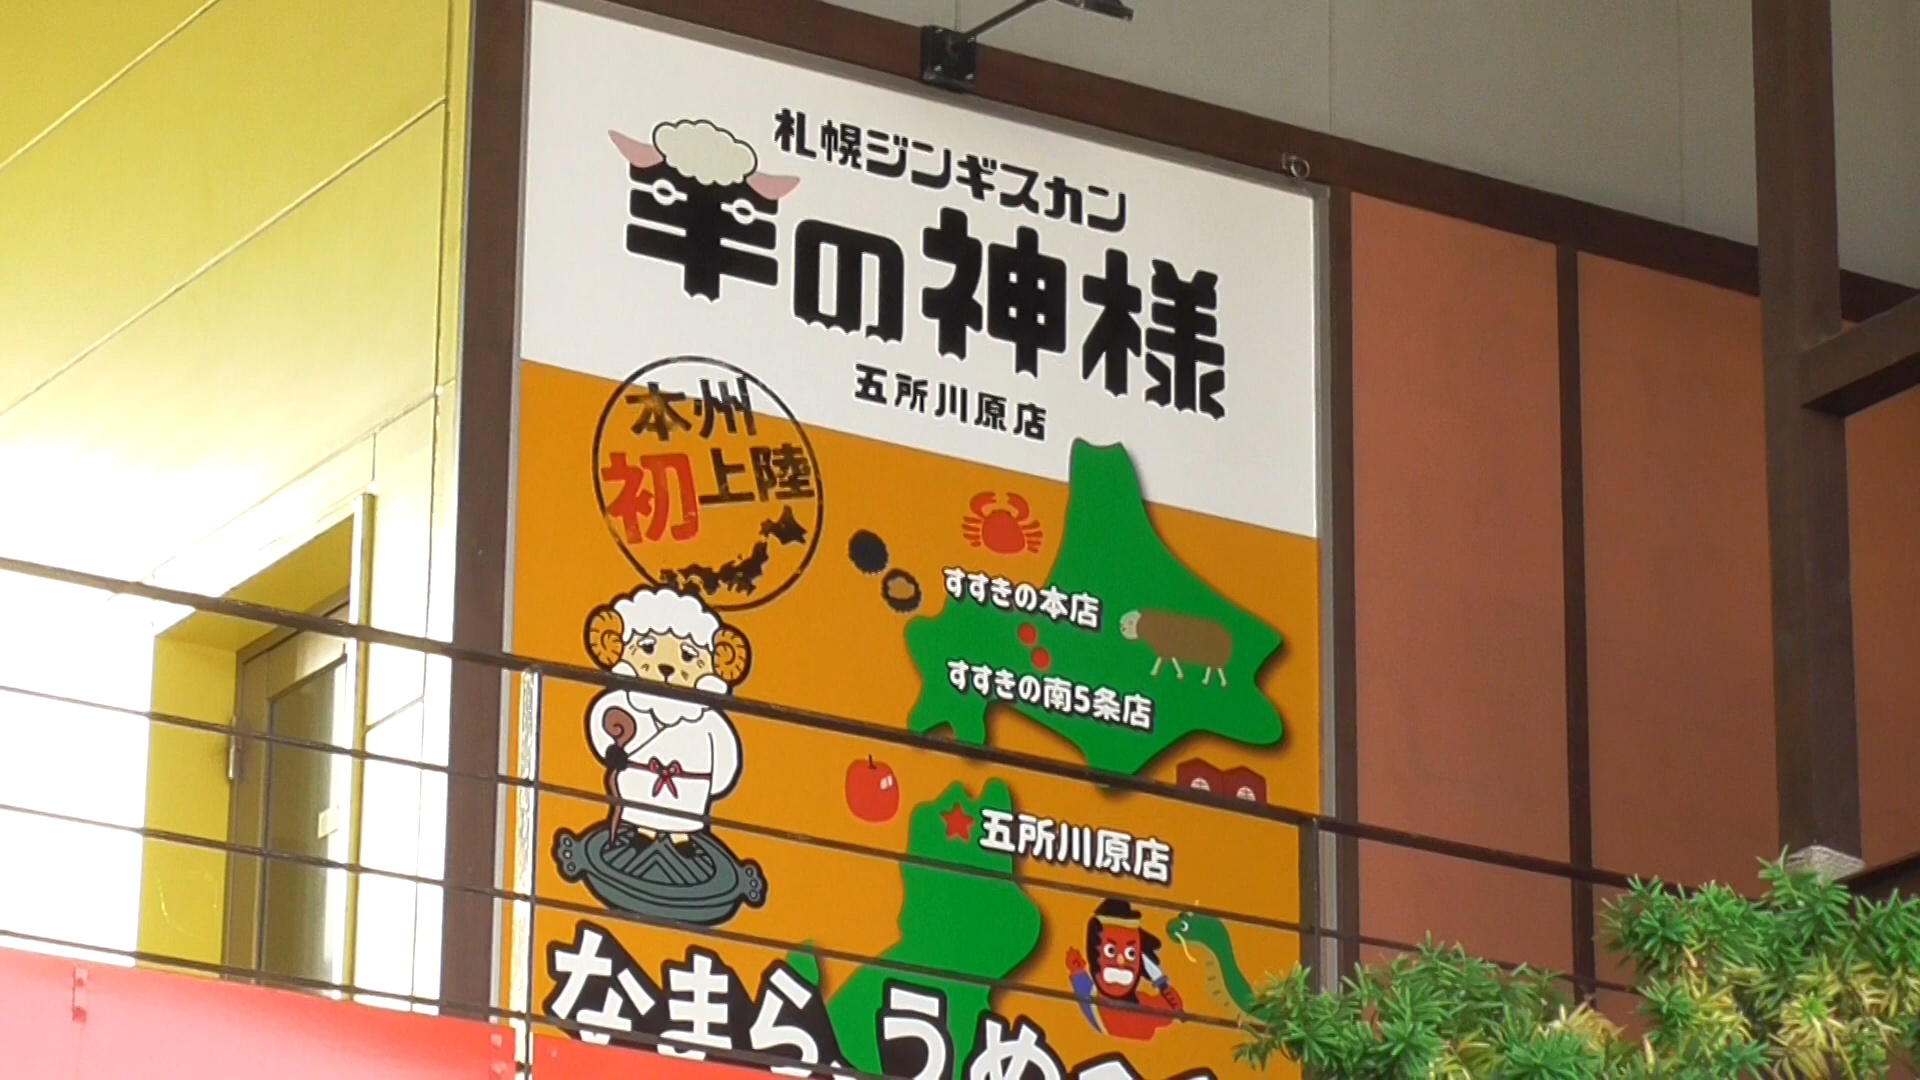 札幌ジンギスカン
羊の神様
五所川原店
本州
初上陸
すすきの本店
すすきの南5条店
五所川原店
なまらうめ